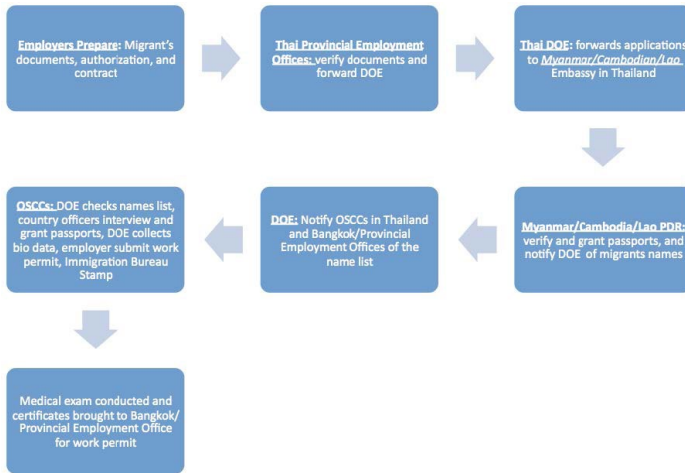 Employers Prepare: Migrant's
documents, authorization, and
contract
Thai Provincial Employment
Offices: verify documents and
forward DOE
Thai DOE: forwards applications
to Myanmar/Cambodian/Lao
Embassy in Thailand
Myanmar/Cambodia/Lao PDR:
verify and grant passports, and
notify DOE of migrants names
DOE: Notify OSCCs in Thailand
and Bangkok/Provincial
Employment Offices of the
name list
OSCCs: DOE checks names list,
country officers interview and
grant passports, DOE collects
bio data, employer submit work
permit, Immigration Bureau
Stamp
Medical exam conducted and
certificates brought to Bangkok/
Provincial Employment Office
for work permit